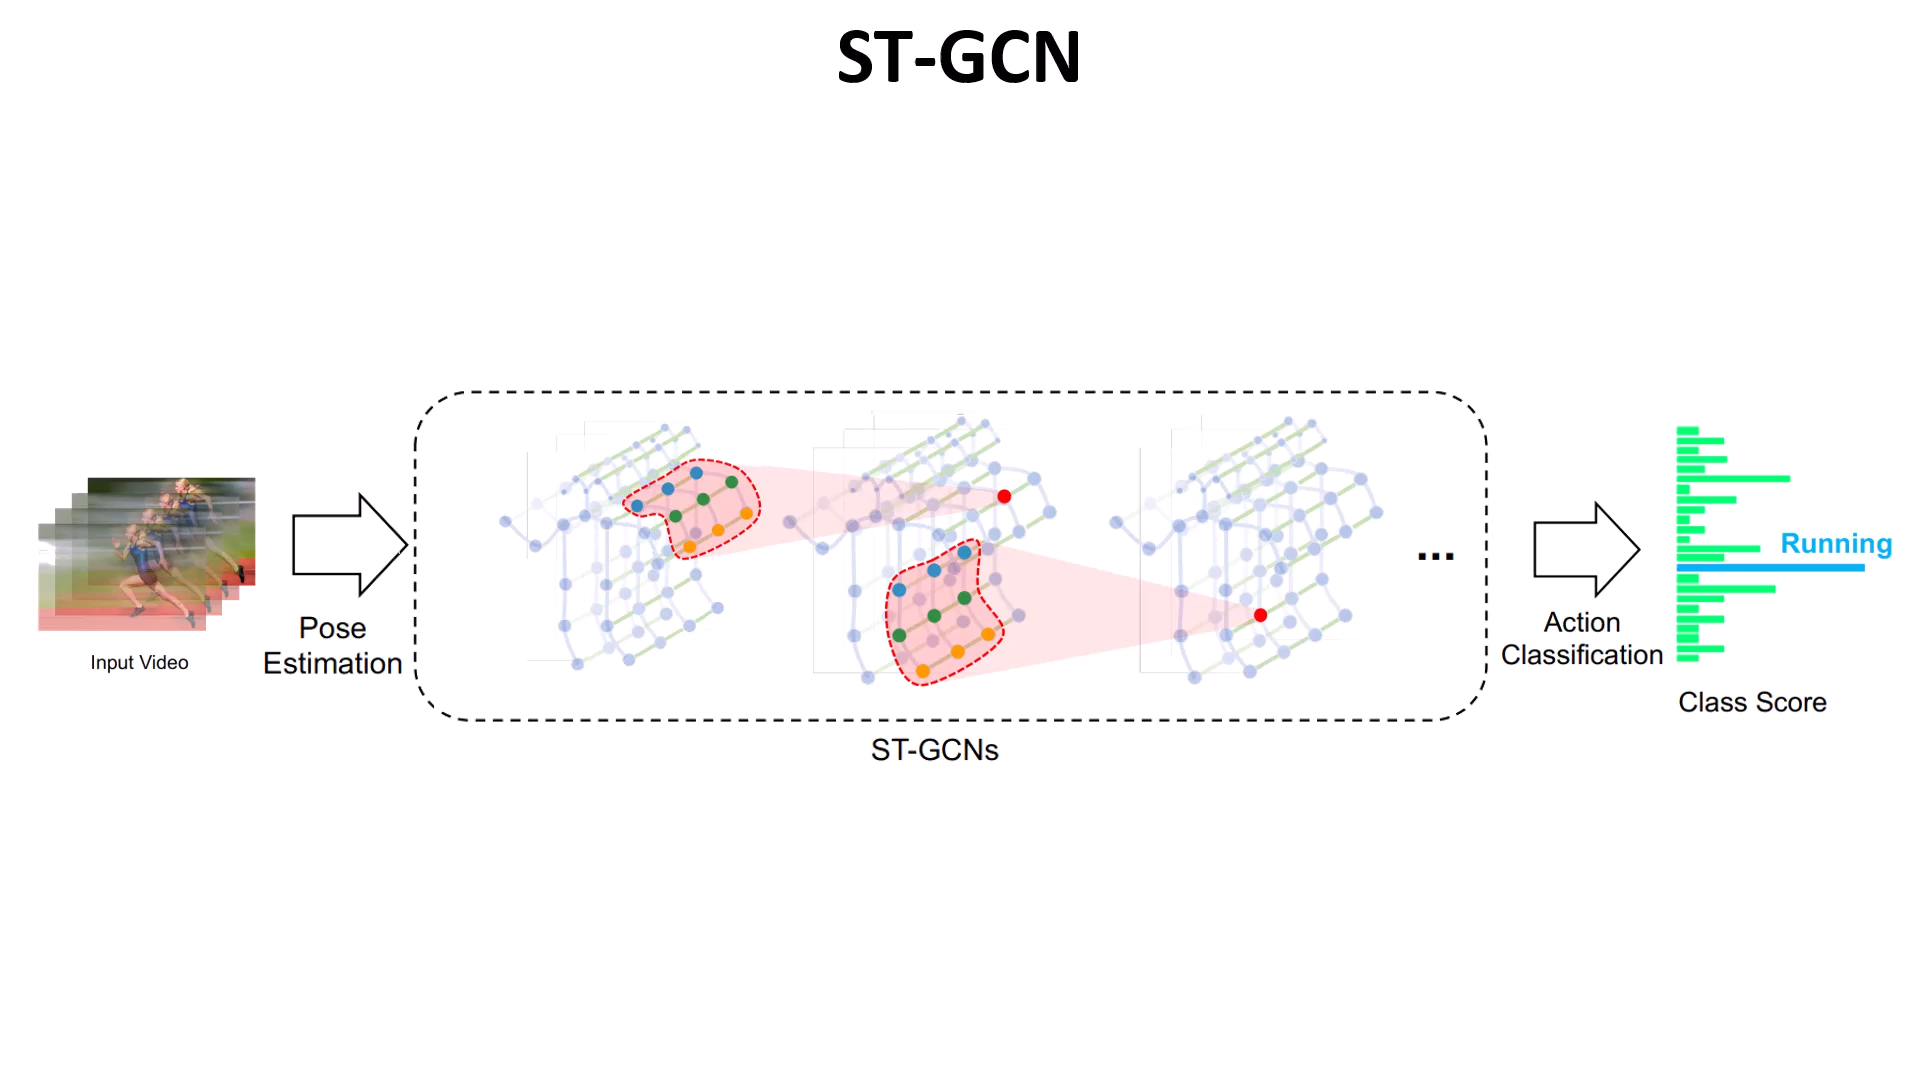 ST-GCN
Input Video
Pose
Estimation
...
ST-GCNs
Action
Classification
Running
Class Score